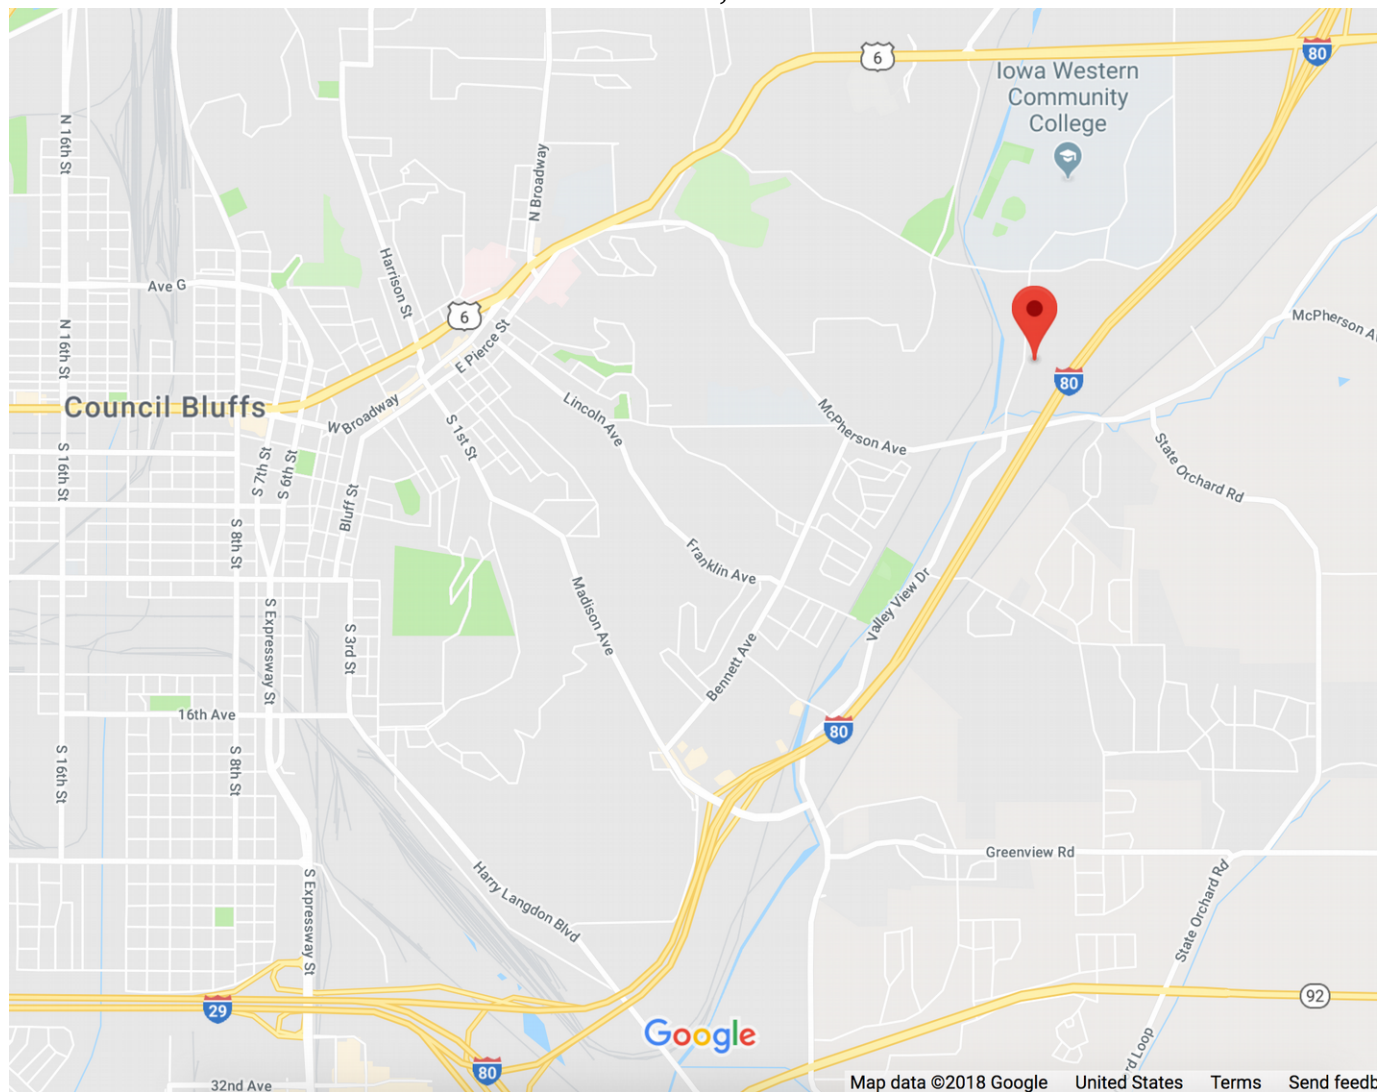 6
80
Iowa Western
Community
College
N 16th St
N Broadway
Harrison St
Ave G
6
N 16th St
E Pierce St
McPherson Av
80
Council Bluffs
W Broadway
Lincoln Ave
McPherson Ave
S 1st St
S 16th St
S 7th St
S 6th St
State Orchard Rd
Bluff St
S 8th St
Franklin Ave
Valley View Dr
Madison Ave
S Expressway St
S 3rd St
Bennett Ave
16th Ave
80
S 16th St
S 8th St
Greenview Rd
Harry Langdon Blvd
S Expressway St
State Orchard Rd
92
29
Google
rd Loop
80
32nd Ave
Map data ©2018 Google United States Terms Send feedb